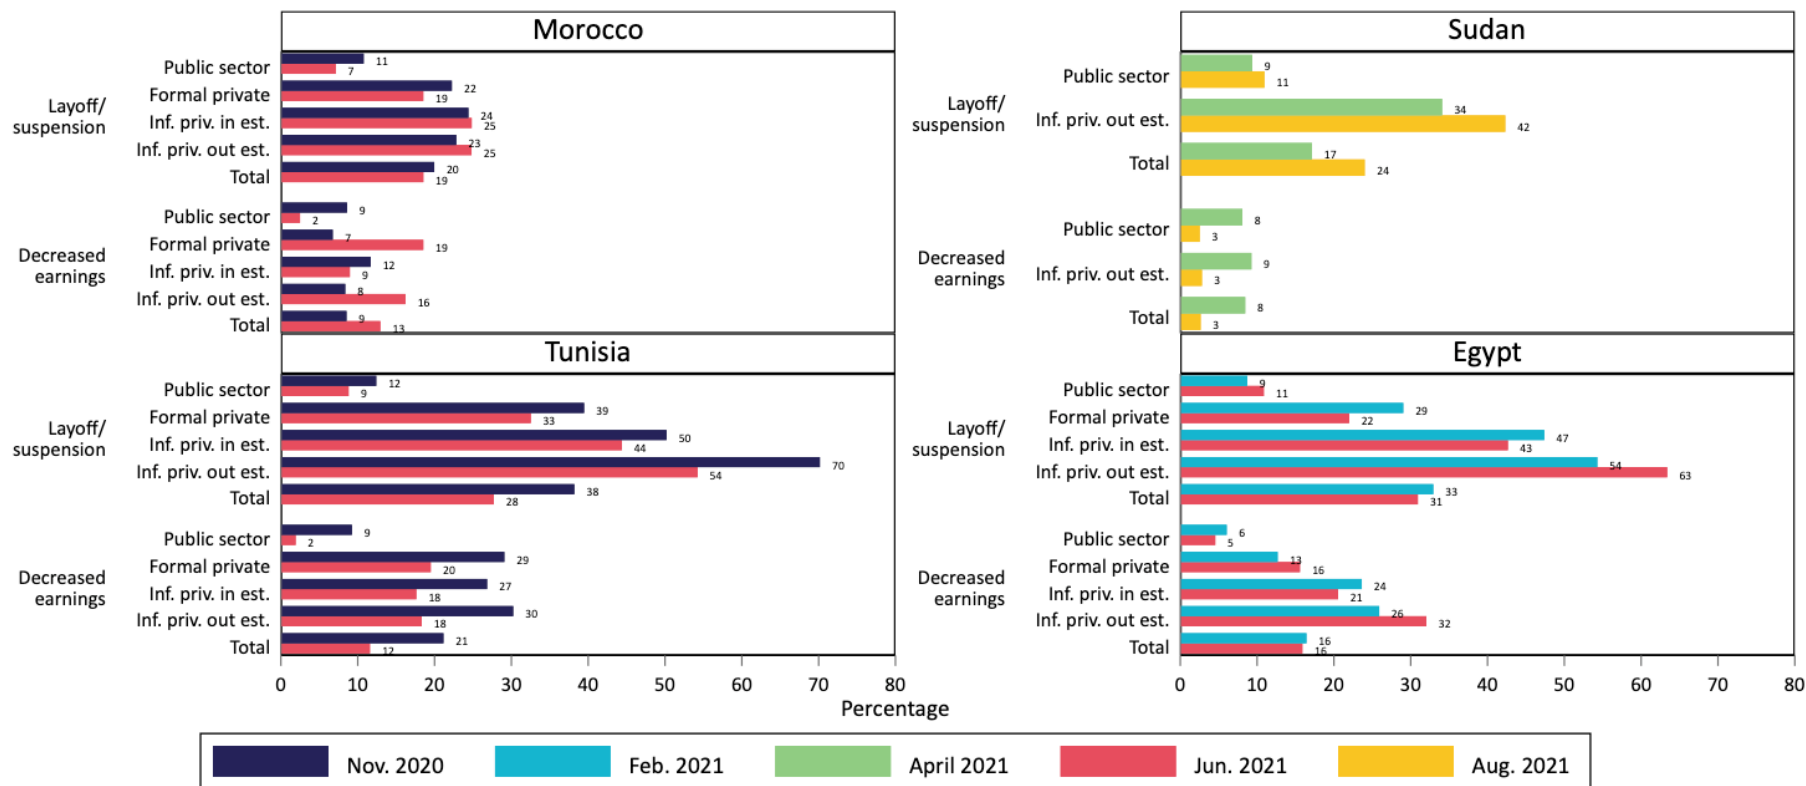 Morocco
Layoff/
suspension
Public sector 11
7
Formal private 22
19
Inf. priv. in est. 24
25
Inf. priv. out est. 23
25
Total 20
19
Decreased
earnings
Public sector 9
2
Formal private 7
19
Inf. priv. in est. 12
9
Inf. priv. out est. 8
16
Total 9
13
Sudan
Layoff/
suspension
Public sector 9
11
Inf. priv. out est. 34
42
Total 17
24
Decreased
earnings
Public sector 8
3
Inf. priv. out est. 9
3
Total 8
3
Tunisia
Layoff/
suspension
Public sector 12
9
Formal private 39
33
Inf. priv. in est. 50
44
Inf. priv. out est. 70
54
Total 38
28
Decreased
earnings
Public sector 9
2
Formal private 29
20
Inf. priv. in est. 27
18
Inf. priv. out est. 30
18
Total 21
12
0 10 20 30 40 50 60 70 80
Egypt
Layoff/
suspension
Public sector 9
11
Formal private 29
22
Inf. priv. in est. 47
43
Inf. priv. out est. 54
63
Total 33
31
Decreased
earnings
Public sector 6
5
Formal private 13
16
Inf. priv. in est. 24
21
Inf. priv. out est. 26
32
Total 16
16
0 10 20 30 40 50 60 70 80
Percentage
Nov. 2020 Feb. 2021 April 2021 Jun. 2021 Aug. 2021